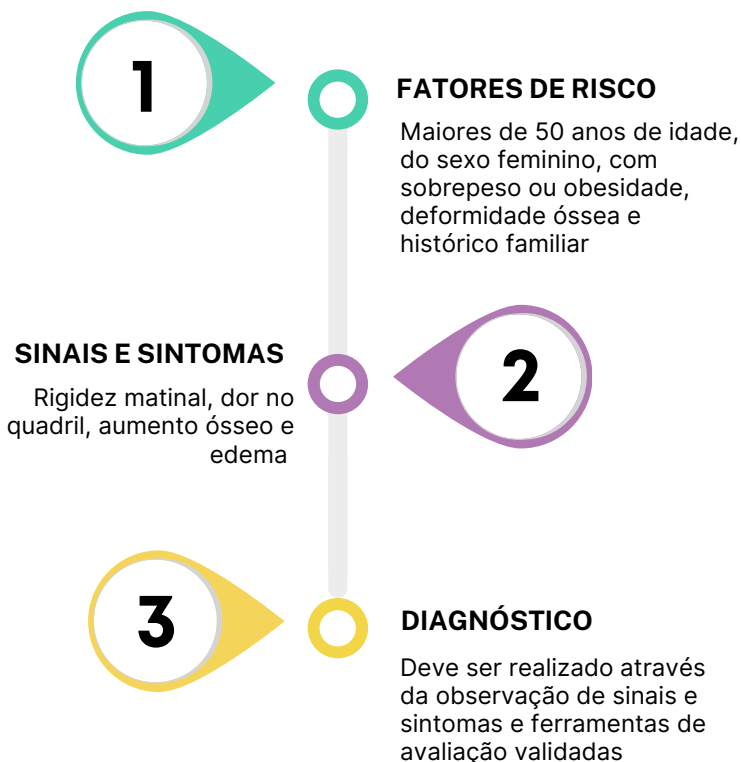 1
FATORES DE RISCO
Maiores de 50 anos de idade,
do sexo feminino, com
sobrepeso ou obesidade,
deformidade óssea e
histórico familiar
SINAIS E SINTOMAS
Rigidez matinal, dor no
quadril, aumento ósseo e
edema
2
3
DIAGNÓSTICO
Deve ser realizado através
da observação de sinais e
sintomas e ferramentas de
avaliação validadas